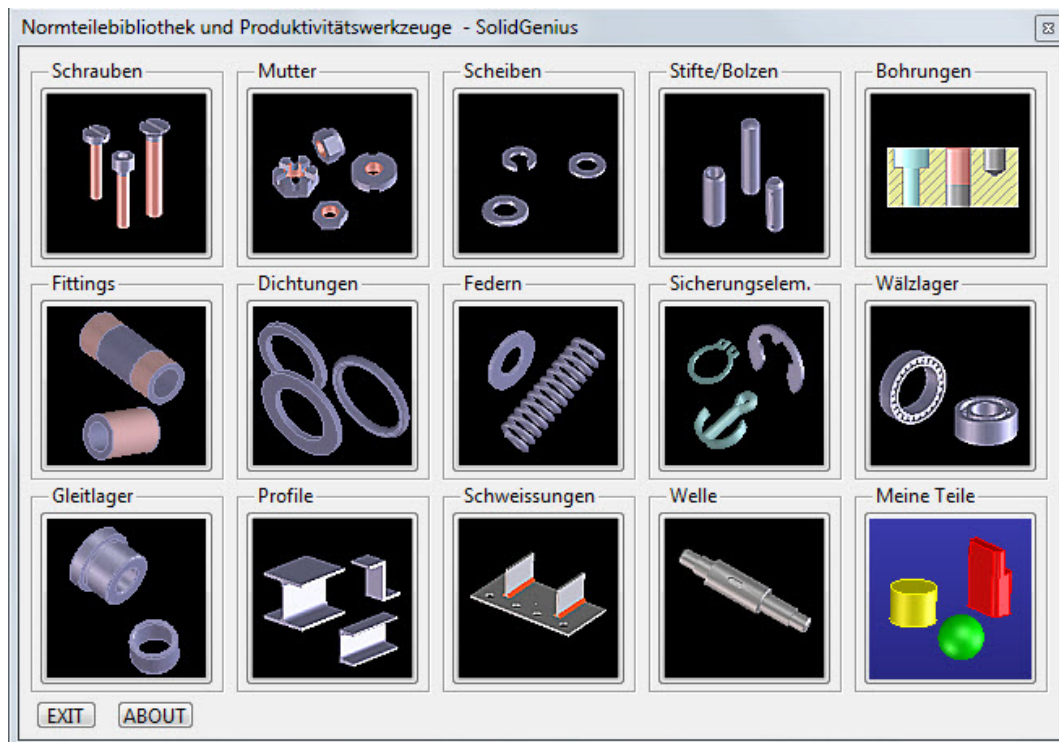 Normteilebibliothek und Produktivitätswerkzeuge - SolidGenius
Schrauben
Mutter
Scheiben
Stifte/Bolzen
Bohrungen
Fittings
Dichtungen
Federn
Sicherungselem.
Wälzlager
Gleitlager
Profile
Schweissungen
Welle
Meine Teile
EXIT
ABOUT